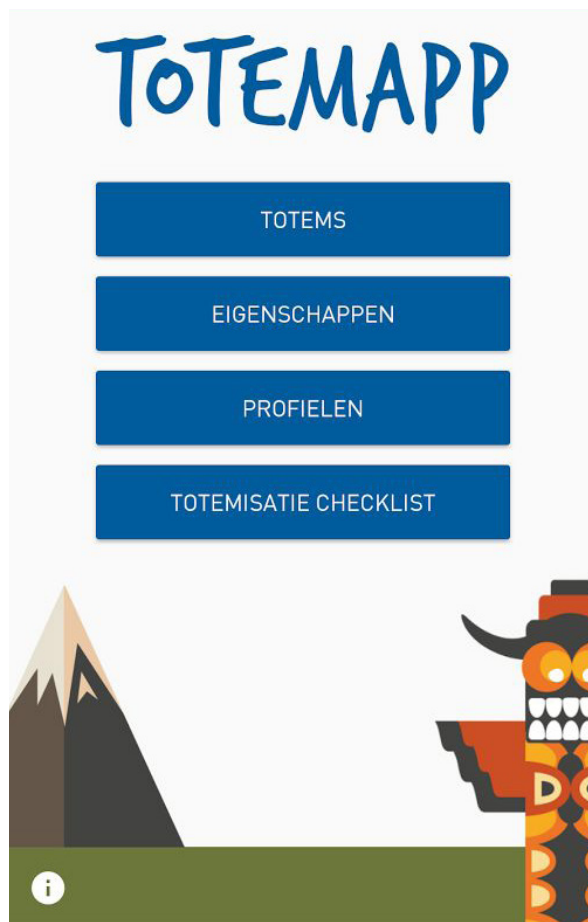 TOTEMAPP
TOTEMS
EIGENSCHAPPEN
PROFIELEN
TOTEMISATIE CHECKLIST
i